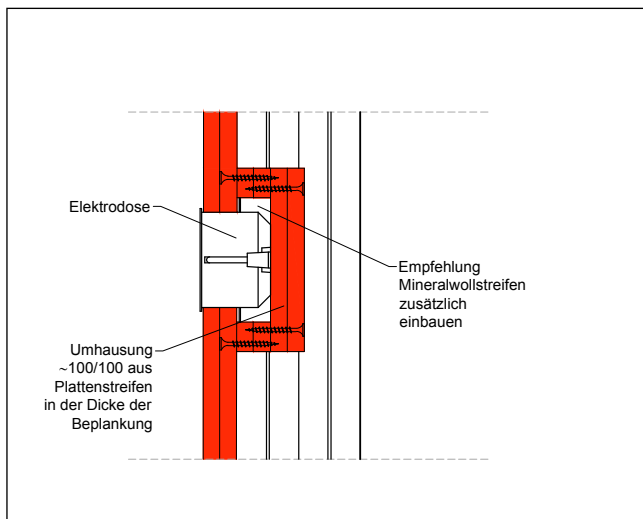 Elektrodose
Empfehlung
Mineralwollstreifen
zusätzlich
einbauen
Umhausung
~100/100 aus
Plattenstreifen
in der Dicke der
Beplankung